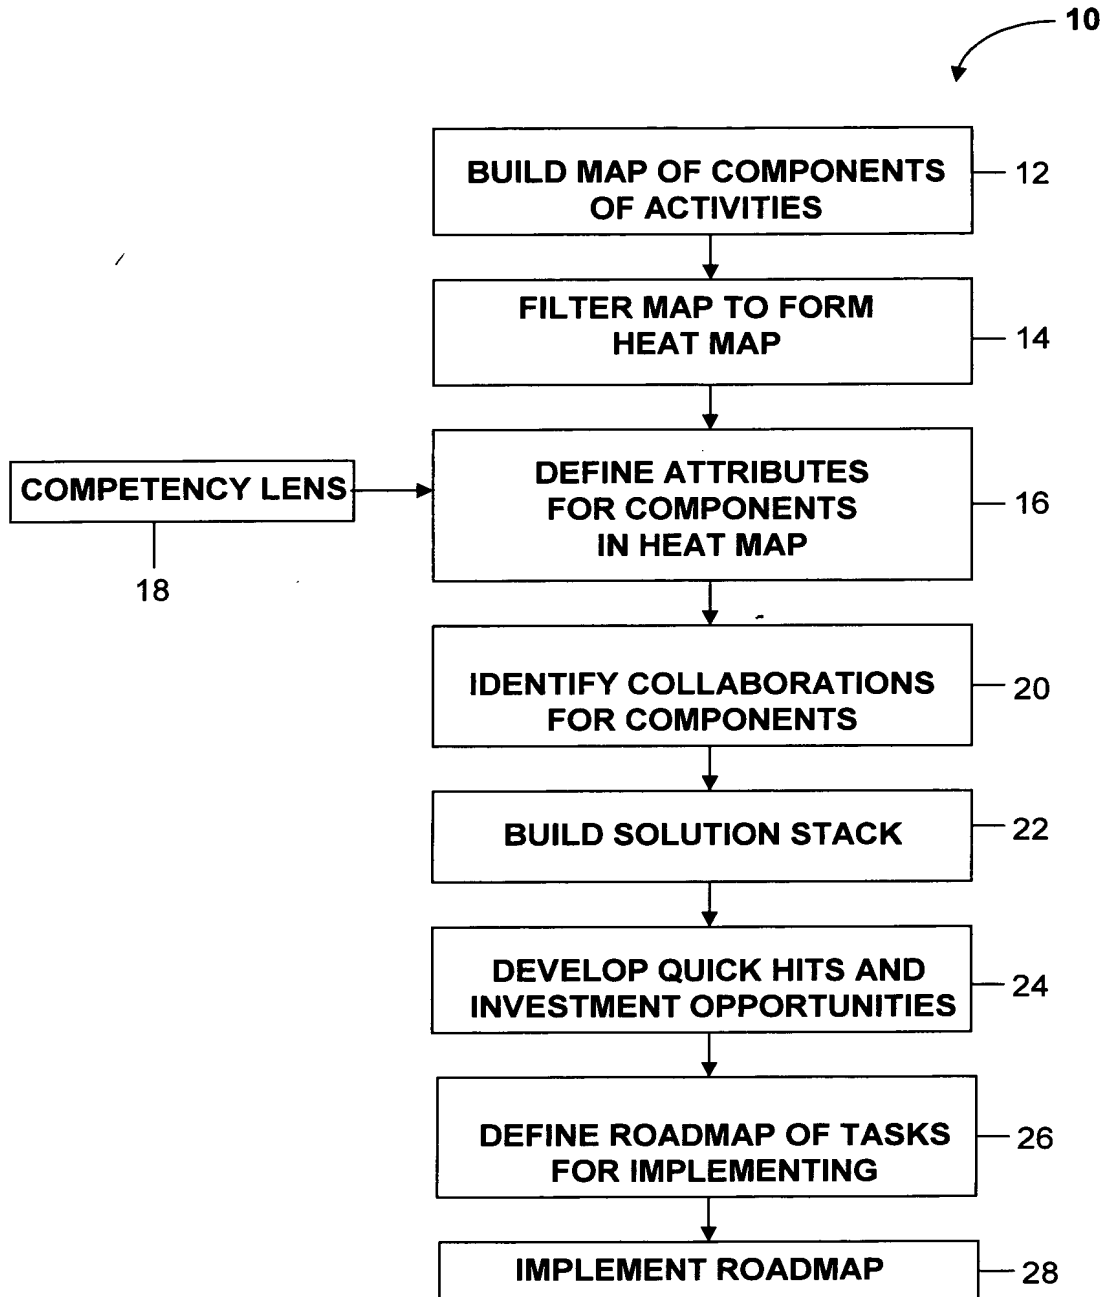 10
BUILD MAP OF COMPONENTS
OF ACTIVITIES
12
FILTER MAP TO FORM
HEAT MAP
14
COMPETENCY LENS
18
DEFINE ATTRIBUTES
FOR COMPONENTS
IN HEAT MAP
16
IDENTIFY COLLABORATIONS
FOR COMPONENTS
20
BUILD SOLUTION STACK
22
DEVELOP QUICK HITS AND
INVESTMENT OPPORTUNITIES
24
DEFINE ROADMAP OF TASKS
FOR IMPLEMENTING
26
IMPLEMENT ROADMAP
28